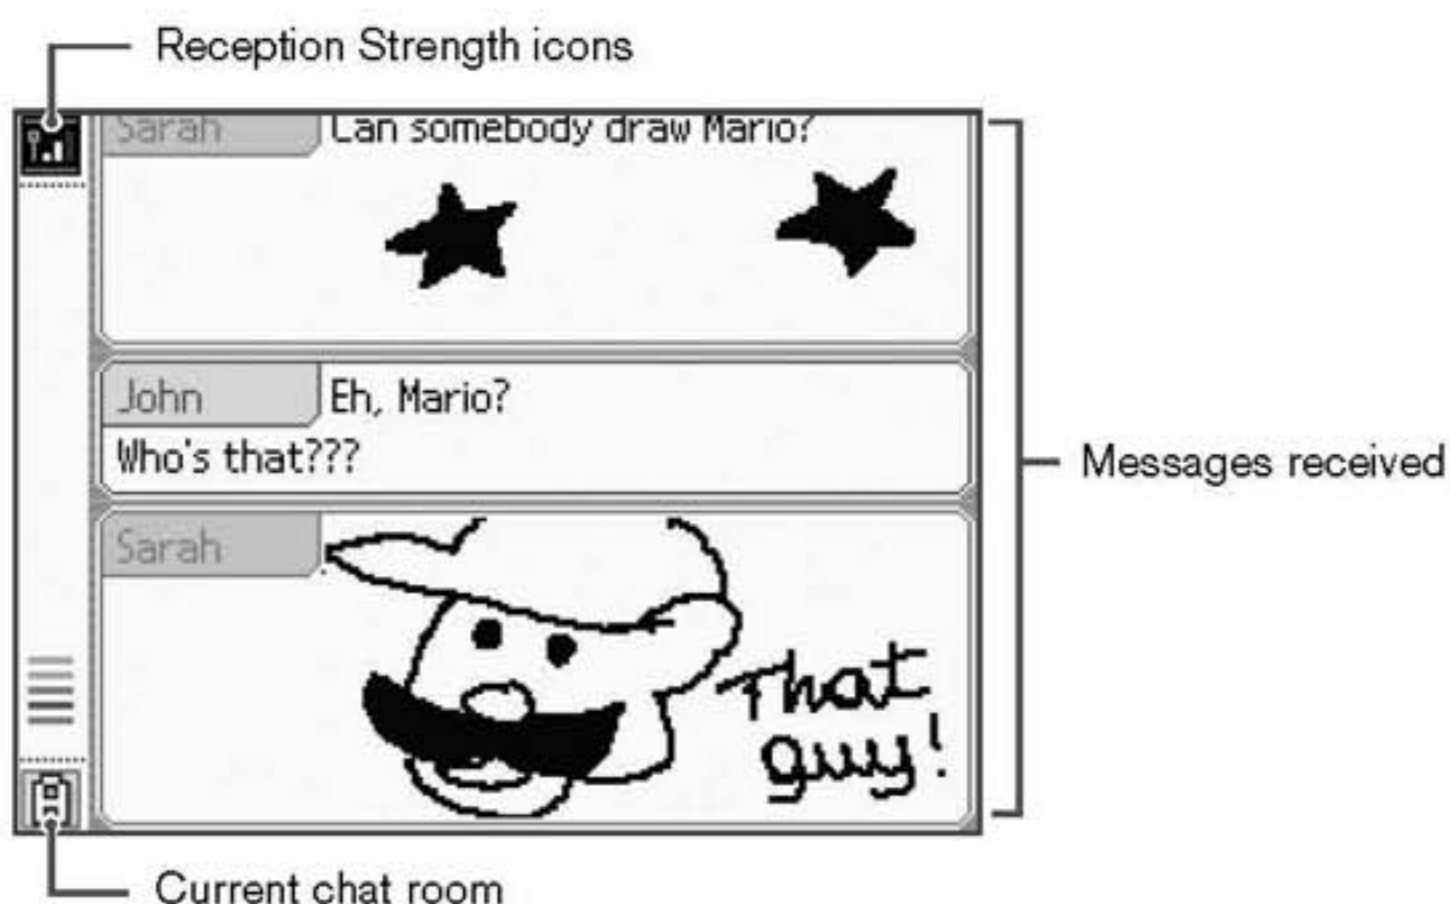 Reception Strength icons
Sarah Can somebody draw Mario?
John Eh, Mario?
Who's that???
Messages received
Sarah
That
guy!
Current chat room